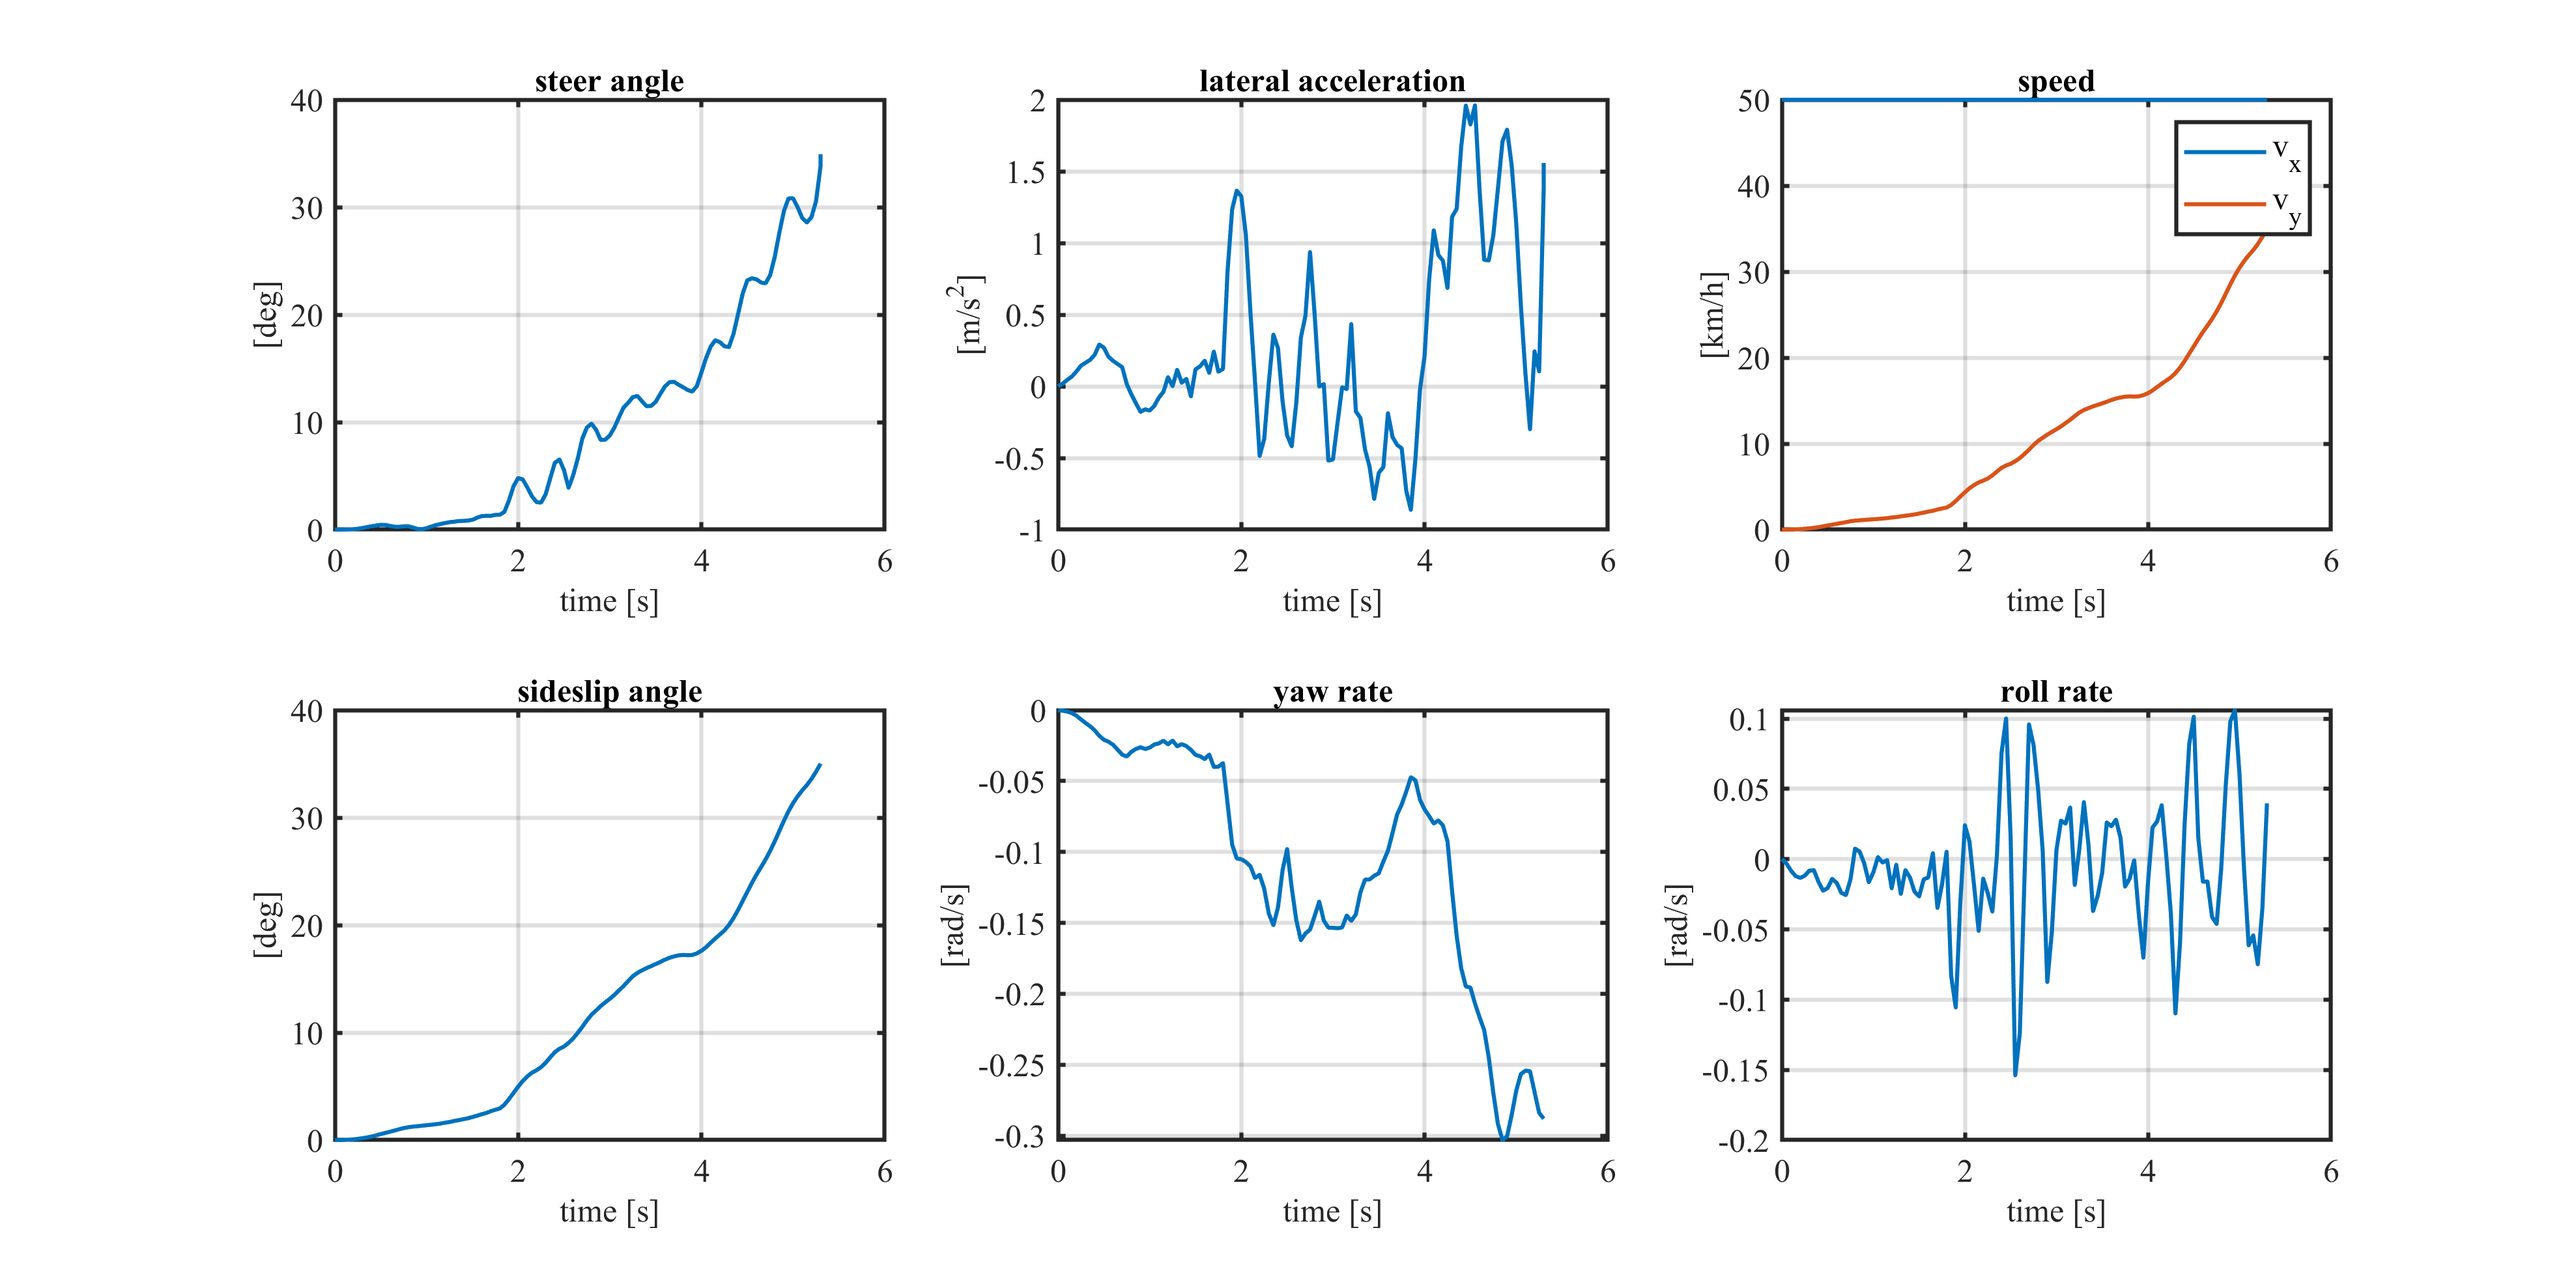 steer angle
40
30
20
10
0
[deg]
0 2 4 6
time [s]
lateral acceleration
2
1.5
1
0.5
0
-0.5
-1
[m/s²]
0 2 4 6
time [s]
speed
50
40
30
20
10
0
[km/h]
v_x
v_y
0 2 4 6
time [s]
sideslip angle
40
30
20
10
0
[deg]
0 2 4 6
time [s]
yaw rate
0
-0.05
-0.1
-0.15
-0.2
-0.25
-0.3
[rad/s]
0 2 4 6
time [s]
roll rate
0.1
0.05
0
-0.05
-0.1
-0.15
-0.2
[rad/s]
0 2 4 6
time [s]